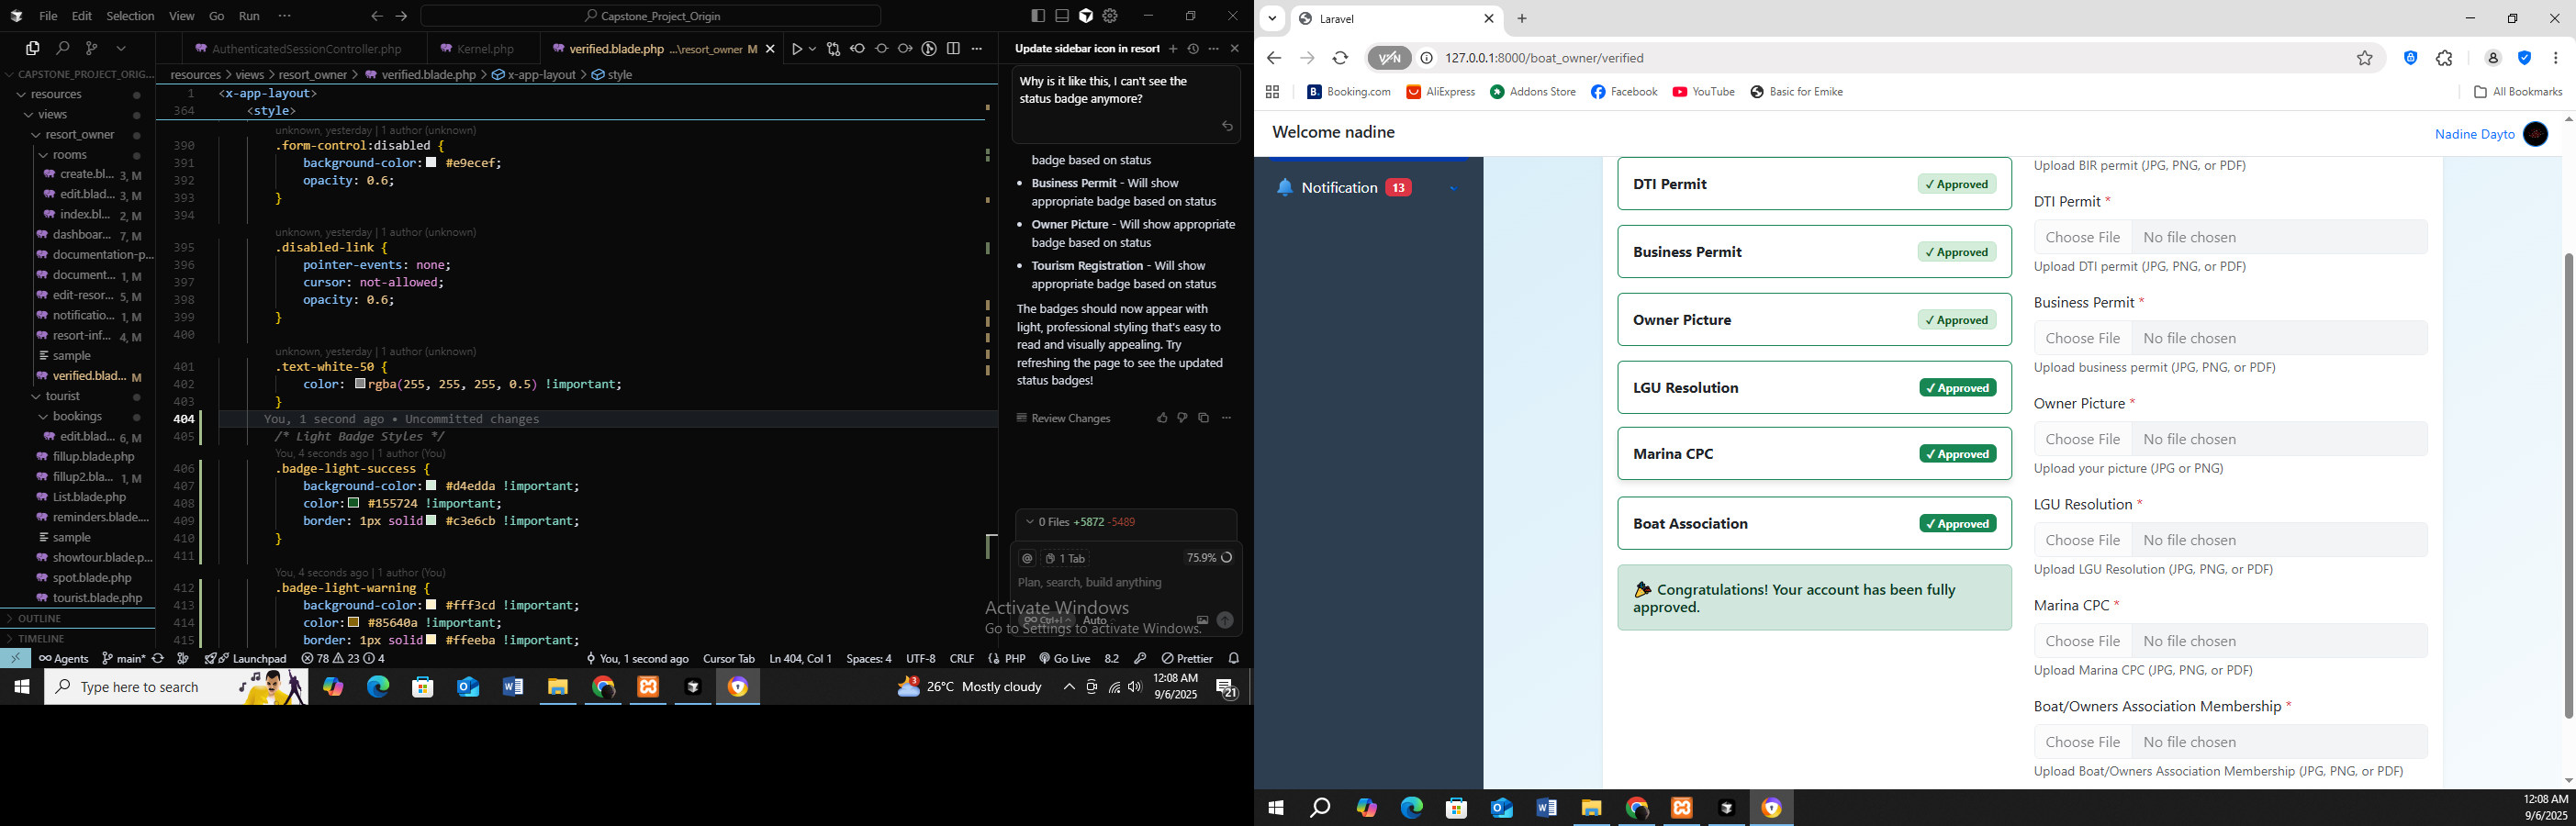 File Edit Selection View Go Run ··· Capstone_Project_Origin
AuthenticatedSessionController.php Kernel.php verified.blade.php ...\resort_owner M
resources > views > resort_owner > verified.blade.php > x-app-layout > style
CAPSTONE_PROJECT_ORIG...
resources
views
resort_owner
rooms
create.bl... 3, M
edit.blad... 3, M
index.bl... 2, M
dashboar... 7, M
documentation-p...
document... 1, M
edit-resor... 5, M
notificatio... 1, M
resort-inf... 4, M
sample
verified.blad... M
tourist
bookings
edit.blad... 6, M
fillup.blade.php
fillup2.bla... 1, M
List.blade.php
reminders.blade....
sample
showtour.blade.p...
spot.blade.php
tourist.blade.php
OUTLINE
TIMELINE
1 <x-app-layout>
364 <style>
unknown, yesterday | 1 author (unknown)
390 .form-control:disabled {
391 background-color: #e9ecef;
392 opacity: 0.6;
393 }
394
unknown, yesterday | 1 author (unknown)
395 .disabled-link {
396 pointer-events: none;
397 cursor: not-allowed;
398 opacity: 0.6;
399 }
400
unknown, yesterday | 1 author (unknown)
401 .text-white-50 {
402 color: rgba(255, 255, 255, 0.5) !important;
403 }
404 You, 1 second ago • Uncommitted changes
405 /* Light Badge Styles */
You, 4 seconds ago | 1 author (You)
406 .badge-light-success {
407 background-color: #d4edda !important;
408 color: #155724 !important;
409 border: 1px solid #c3e6cb !important;
410 }
411
You, 4 seconds ago | 1 author (You)
412 .badge-light-warning {
413 background-color: #fff3cd !important;
414 color: #85640a !important;
415 border: 1px solid #ffeeba !important;
Update sidebar icon in resort
Why is it like this, I can't see the
status badge anymore?
badge based on status
• Business Permit - Will show
appropriate badge based on status
• Owner Picture - Will show appropriate
badge based on status
• Tourism Registration - Will show
appropriate badge based on status
The badges should now appear with
light, professional styling that's easy to
read and visually appealing. Try
refreshing the page to see the updated
status badges!
Review Changes
0 Files +5872 -5489
@ 1 Tab 75.9%
Plan, search, build anything
Ctrl+I Auto
Activate Windows
Go to Settings to activate Windows.
Agents main* Launchpad 78 23 4 You, 1 second ago Cursor Tab Ln 404, Col 1 Spaces: 4 UTF-8 CRLF PHP Go Live 8.2 Prettier
Type here to search 3 26°C Mostly cloudy 12:08 AM
9/6/2025 21
Laravel
VPN 127.0.0.1:8000/boat_owner/verified
B. Booking.com AliExpress Addons Store Facebook YouTube Basic for Emike All Bookmarks
Welcome nadine Nadine Dayto
Notification 13
DTI Permit ✓ Approved
Business Permit ✓ Approved
Owner Picture ✓ Approved
LGU Resolution ✓ Approved
Marina CPC ✓ Approved
Boat Association ✓ Approved
🎉 Congratulations! Your account has been fully
approved.
Upload BIR permit (JPG, PNG, or PDF)
DTI Permit *
Choose File No file chosen
Upload DTI permit (JPG, PNG, or PDF)
Business Permit *
Choose File No file chosen
Upload business permit (JPG, PNG, or PDF)
Owner Picture *
Choose File No file chosen
Upload your picture (JPG or PNG)
LGU Resolution *
Choose File No file chosen
Upload LGU Resolution (JPG, PNG, or PDF)
Marina CPC *
Choose File No file chosen
Upload Marina CPC (JPG, PNG, or PDF)
Boat/Owners Association Membership *
Choose File No file chosen
Upload Boat/Owners Association Membership (JPG, PNG, or PDF)
12:08 AM
9/6/2025